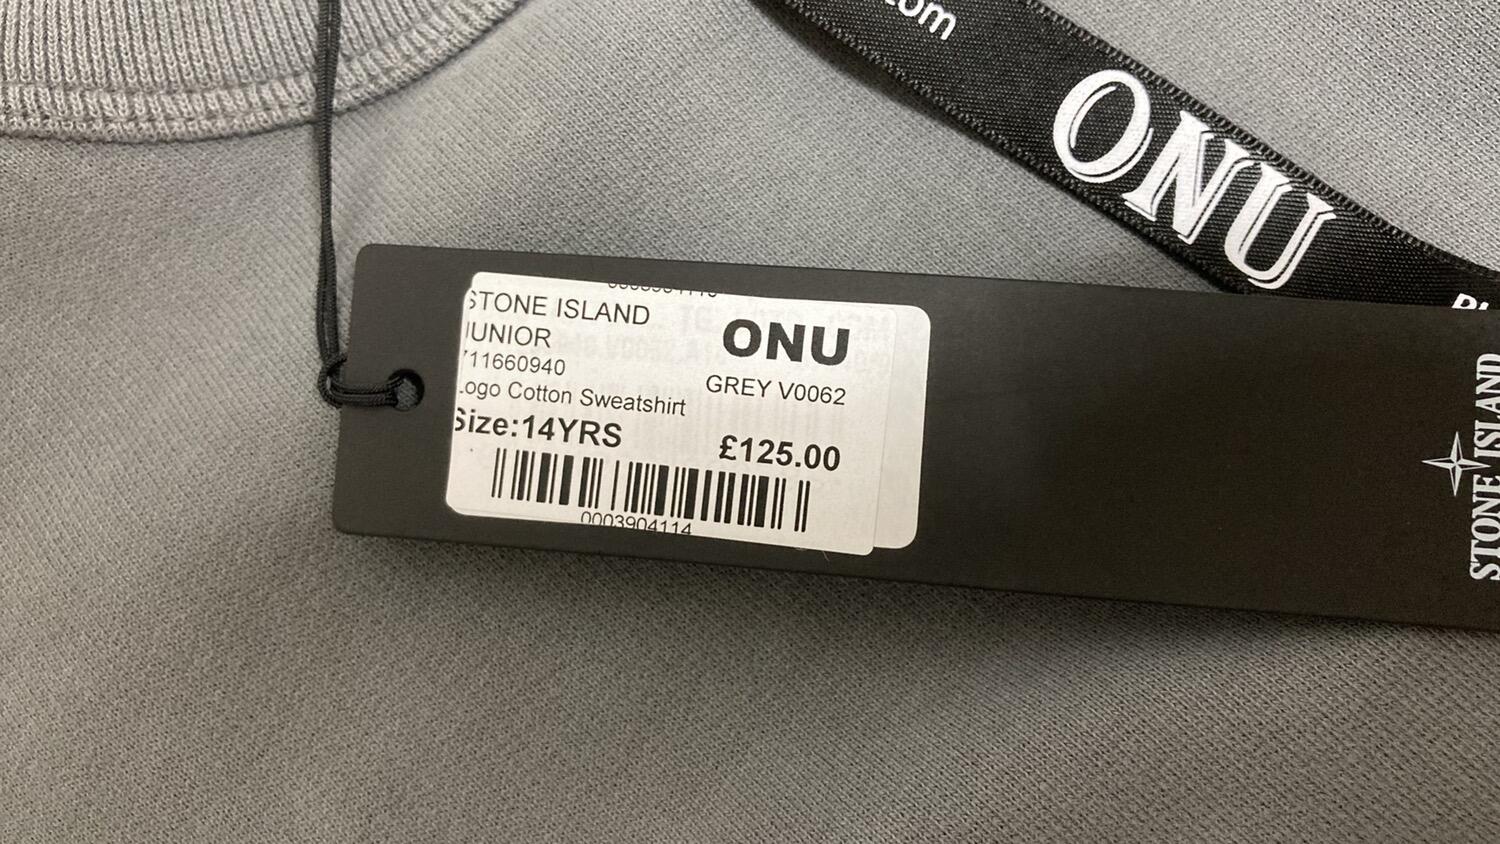 .com
ONU
STONE ISLAND
JUNIOR
711660940
Logo Cotton Sweatshirt
Size:14YRS
ONU
GREY V0062
£125.00
0003904114
STONE ISLAND